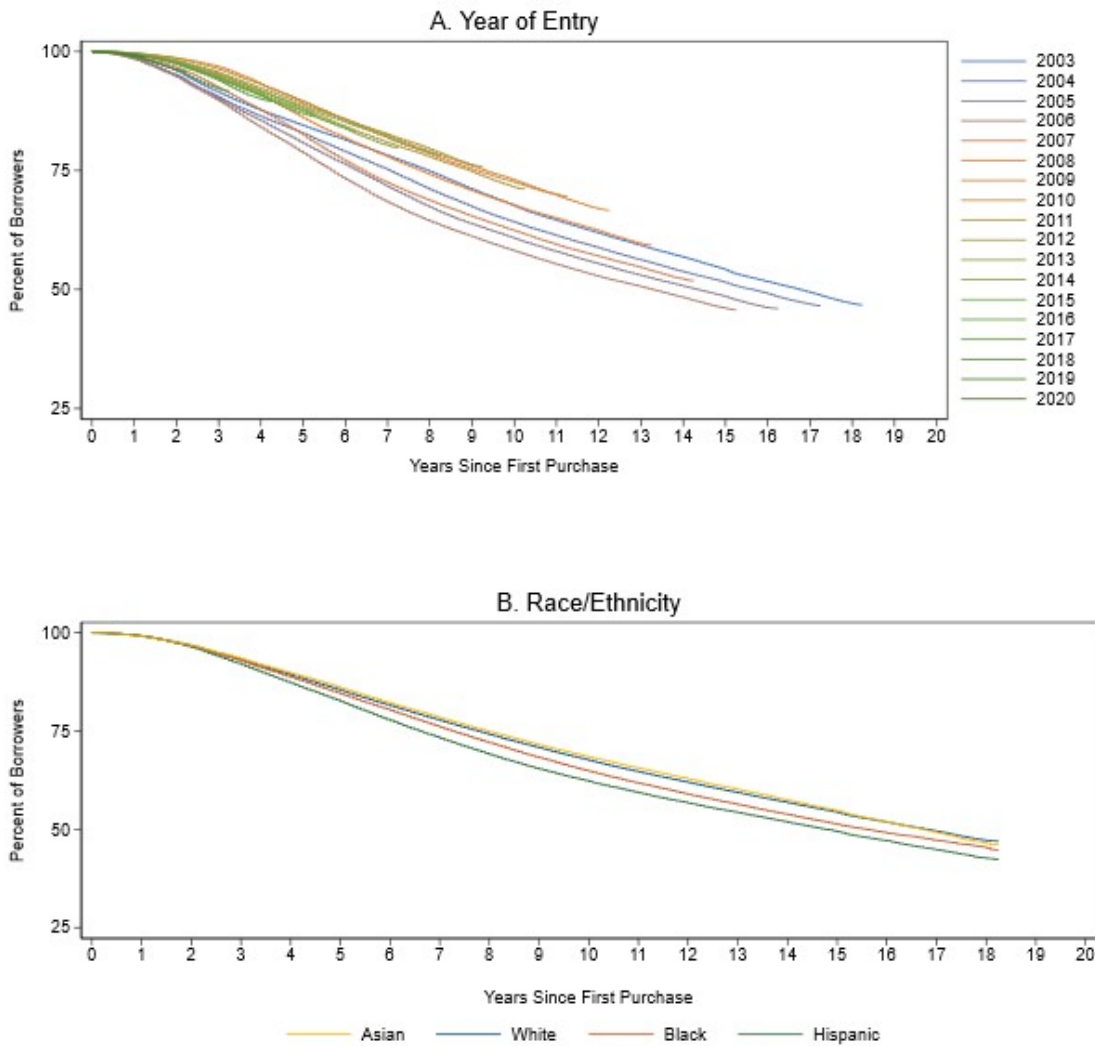 A. Year of Entry
100
75
50
25
Percent of Borrowers
0 1 2 3 4 5 6 7 8 9 10 11 12 13 14 15 16 17 18 19 20
Years Since First Purchase
2003
2004
2005
2006
2007
2008
2009
2010
2011
2012
2013
2014
2015
2016
2017
2018
2019
2020
B. Race/Ethnicity
100
75
50
25
Percent of Borrowers
0 1 2 3 4 5 6 7 8 9 10 11 12 13 14 15 16 17 18 19 20
Years Since First Purchase
Asian White Black Hispanic